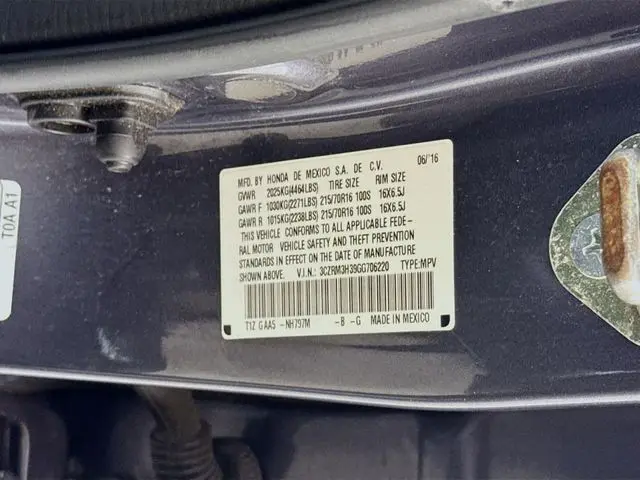 MFD. BY HONDA DE MEXICO S.A. DE C.V. 06/'16
GVWR 2025KG(4464LBS) TIRE SIZE RIM SIZE
GAWR F 1030KG(2271LBS) 215/70R16 100S 16X6.5J
GAWR R 1015KG(2238LBS) 215/70R16 100S 16X6.5J
THIS VEHICLE CONFORMS TO ALL APPLICABLE FEDE-
RAL MOTOR VEHICLE SAFETY AND THEFT PREVENTION
STANDARDS IN EFFECT ON THE DATE OF MANUFACTURE
SHOWN ABOVE. V.I.N.: 3CZRM3H39GG706220 TYPE:MPV
T1Z GAA5 -NH797M -B -G MADE IN MEXICO
TOA A1